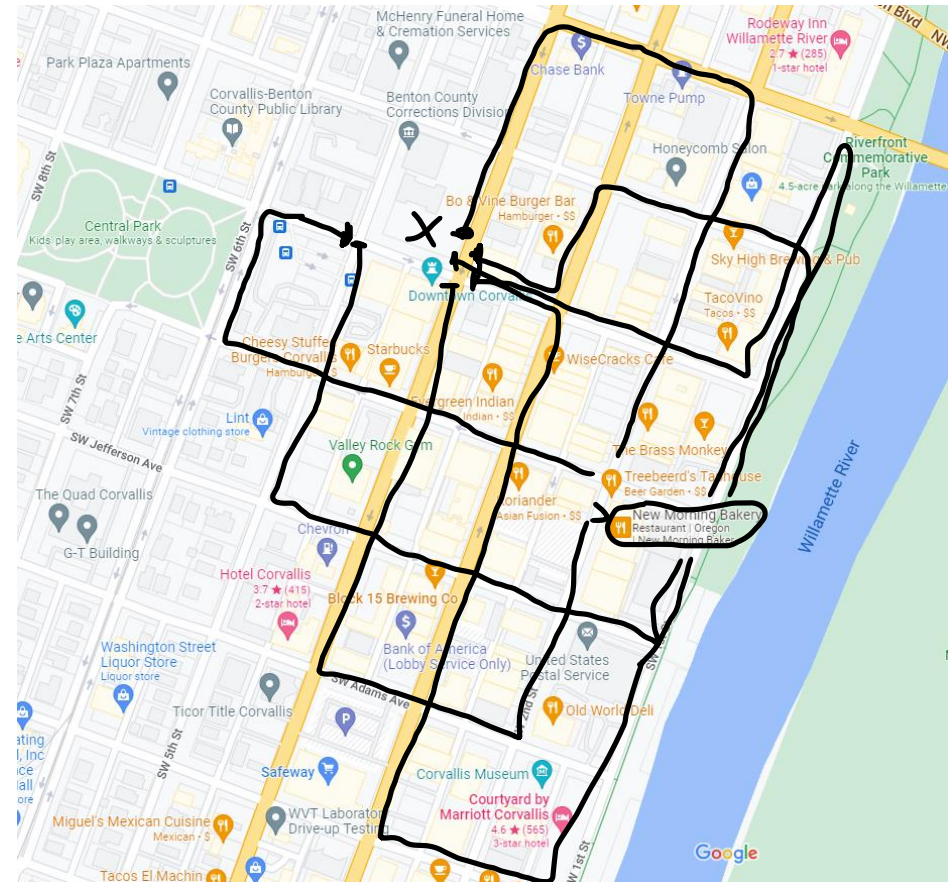 McHenry Funeral Home
& Cremation Services
Chase Bank
Rodeway Inn
Willamette River
2.7 ★ (285)
1-star hotel
Blvd
NW
Park Plaza Apartments
Corvallis-Benton
County Public Library
Benton County
Corrections Division
Towne Pump
Honeycomb Salon
Riverfront
Commemorative
Park
4.5-acre park along the Willamette
SW 8th St
Central Park
Kids play area, walkways & sculptures
SW 6th St
X
Bo & Vine Burger Bar
Hamburger • $$
Sky High Brewing & Pub
Downtown
TacoVino
Tacos • $$
Arts Center
Cheesy Stuffed
Burgers Corvallis
Starbucks
WiseCracks Cafe
Evergreen Indian
Indian • $$
SW 7th St
Lint
Vintage clothing store
SW Jefferson Ave
Valley Rock Gym
The Brass Monkey
Treebeerd's Taphouse
Beer Garden • $$
Coriander
Asian Fusion • $$
The Quad Corvallis
G-T Building
Chevron
New Morning Bakery
Restaurant | Oregon
| New Morning Baker
Willamette River
Hotel Corvallis
3.7 ★ (415)
2-star hotel
Block 15 Brewing Co
Bank of America
(Lobby Service Only)
United States
Postal Service
Washington Street
Liquor Store
Liquor store
SW Adams Ave
Ticor Title Corvallis
P
2nd St
Old World Deli
SW 5th St
Safeway
Corvallis Museum
Courtyard by
Marriott Corvallis
4.6 ★ (565)
3-star hotel
WVT Laborator
Drive-up Testing
Miguel's Mexican Cuisine
Mexican • $
W 1st St
Google
Tacos El Machin